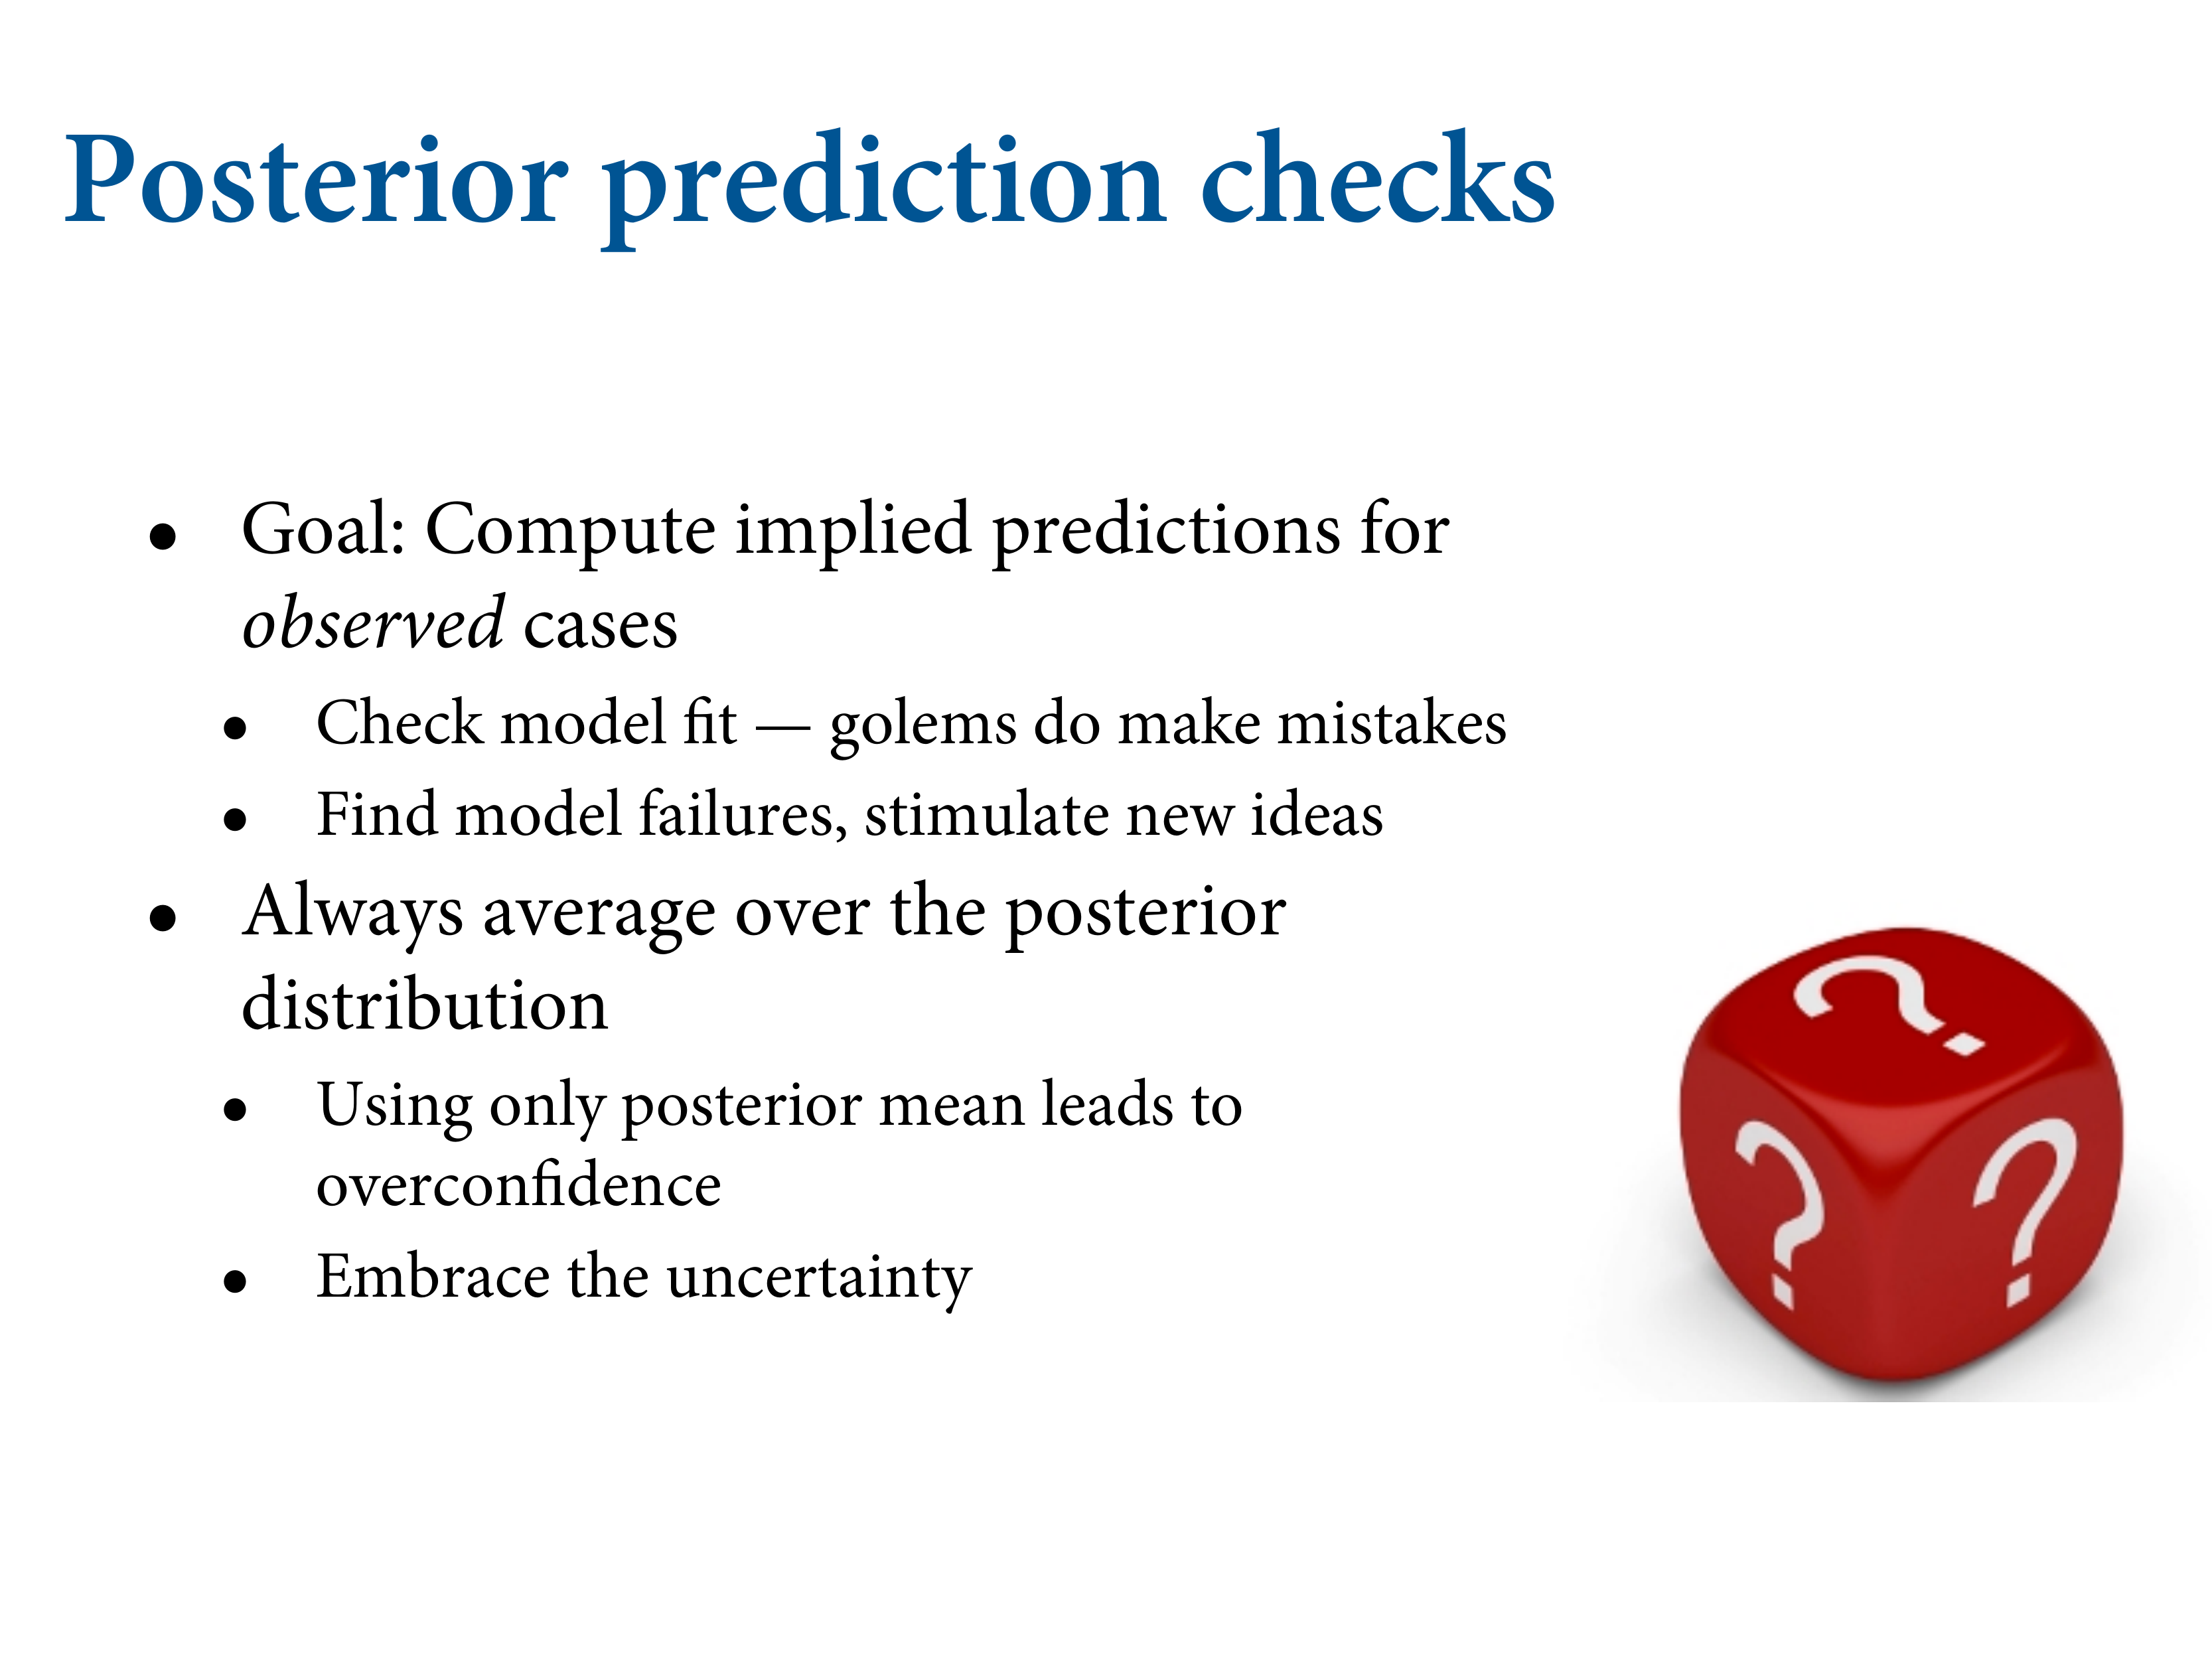 Posterior prediction checks
• Goal: Compute implied predictions for
observed cases
• Check model fit — golems do make mistakes
• Find model failures, stimulate new ideas
• Always average over the posterior
distribution
• Using only posterior mean leads to
overconfidence
• Embrace the uncertainty
?
? ?